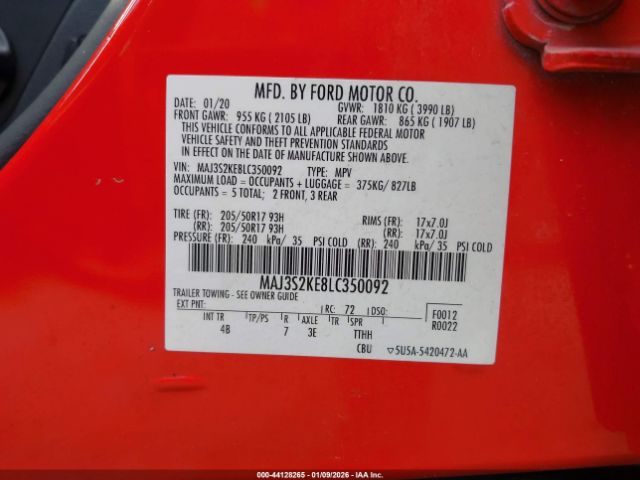 MFD. BY FORD MOTOR CO.
DATE: 01/20 GVWR: 1810 KG ( 3990 LB)
FRONT GAWR: 955 KG ( 2105 LB) REAR GAWR: 865 KG ( 1907 LB)
THIS VEHICLE CONFORMS TO ALL APPLICABLE FEDERAL MOTOR
VEHICLE SAFETY AND THEFT PREVENTION STANDARDS
IN EFFECT ON THE DATE OF MANUFACTURE SHOWN ABOVE.
VIN: MAJ3S2KE8LC350092 TYPE: MPV
MAXIMUM LOAD = OCCUPANTS + LUGGAGE = 375KG/ 827LB
OCCUPANTS = 5 TOTAL; 2 FRONT, 3 REAR
TIRE (FR): 205/50R17 93H RIMS (FR): 17x7.0J
(RR): 205/50R17 93H (RR): 17x7.0J
PRESSURE (FR): 240 kPa/ 35 PSI COLD (RR): 240 kPa/ 35 PSI COLD
MAJ3S2KE8LC350092
TRAILER TOWING - SEE OWNER GUIDE
EXT PNT: RC: 72 DSO: F0012
INT TR TP/PS R AXLE TR SPR R0022
4B 7 3E TTHH
CBU 5U5A-5420472-AA
000-44128265 - 01/09/2026 - IAA Corp.